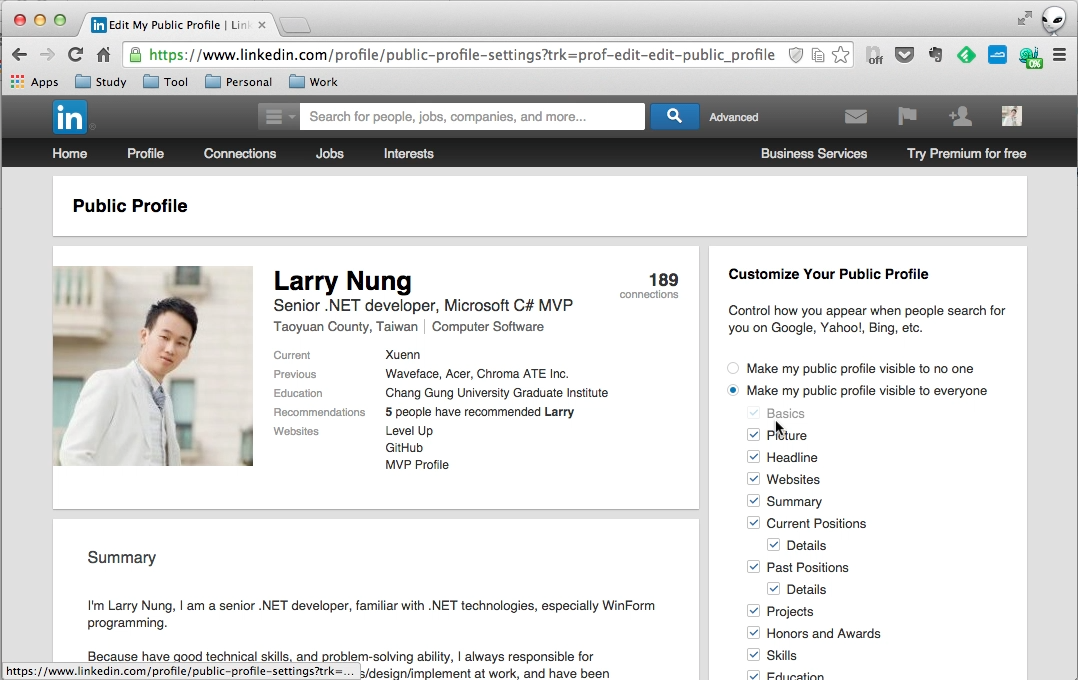 Edit My Public Profile | Lin
https://www.linkedin.com/profile/public-profile-settings?trk=prof-edit-edit-public_profile
off
0%
Apps Study Tool Personal Work
in
Search for people, jobs, companies, and more...
Advanced
Home Profile Connections Jobs Interests Business Services Try Premium for free
Public Profile
Larry Nung
189
connections
Senior .NET developer, Microsoft C# MVP
Taoyuan County, Taiwan | Computer Software
Current Xuenn
Previous Waveface, Acer, Chroma ATE Inc.
Education Chang Gung University Graduate Institute
Recommendations 5 people have recommended Larry
Websites Level Up
GitHub
MVP Profile
Summary
I'm Larry Nung, I am a senior .NET developer, familiar with .NET technologies, especially WinForm
programming.
Because have good technical skills, and problem-solving ability, I always responsible for
s/design/implement at work, and have been
Customize Your Public Profile
Control how you appear when people search for
you on Google, Yahoo!, Bing, etc.
Make my public profile visible to no one
Make my public profile visible to everyone
Basics
Picture
Headline
Websites
Summary
Current Positions
Details
Past Positions
Details
Projects
Honors and Awards
Skills
Education
https://www.linkedin.com/profile/public-profile-settings?trk=...